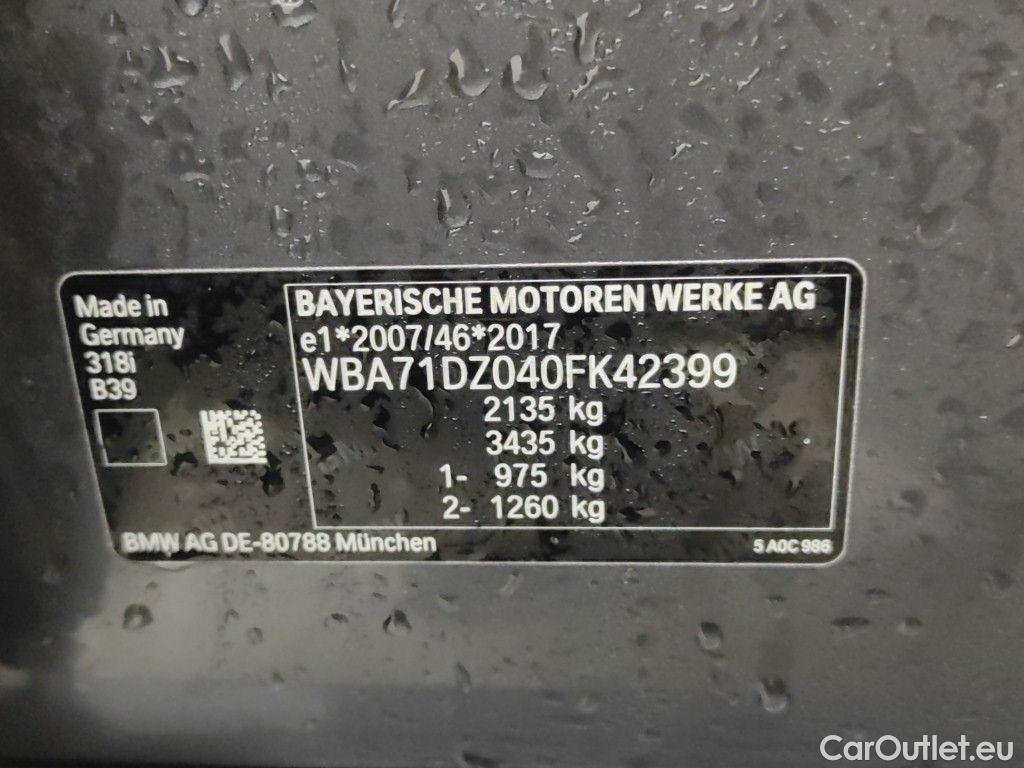 Made in
Germany
318i
B39
BAYERISCHE MOTOREN WERKE AG
e1*2007/46*2017
WBA71DZ040FK42399
2135 kg
3435 kg
1- 975 kg
2- 1260 kg
BMW AG DE-80788 München
5 A0C 986
CarOutlet.eu